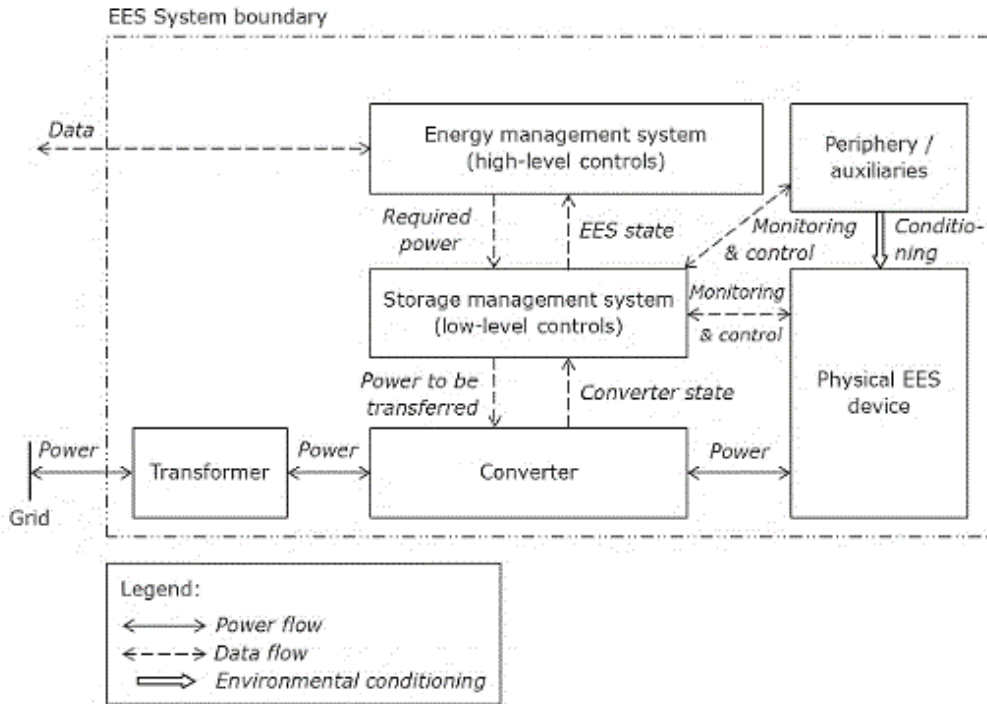 EES System boundary
Data
Energy management system
(high-level controls)
Periphery /
auxiliaries
Required
power
EES state
Monitoring
& control
Conditio-
ning
Storage management system
(low-level controls)
Monitoring
& control
Physical EES
device
Power to be
transferred
Converter state
Power
Transformer
Power
Converter
Power
Grid
Legend:
Power flow
Data flow
Environmental conditioning